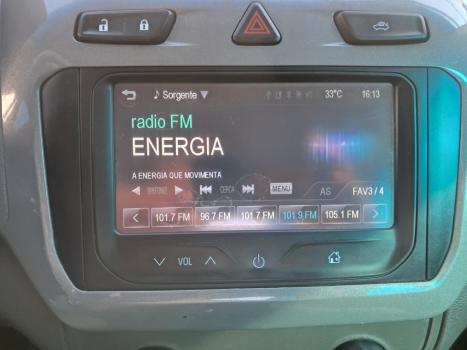 Sorgente 33°C 16:13
radio FM
ENERGIA
A ENERGIA QUE MOVIMENTA
SINTONIC CERCA MENU AS FAV3 / 4
101.7 FM 96.7 FM 101.7 FM 101.9 FM 105.1 FM
VOL